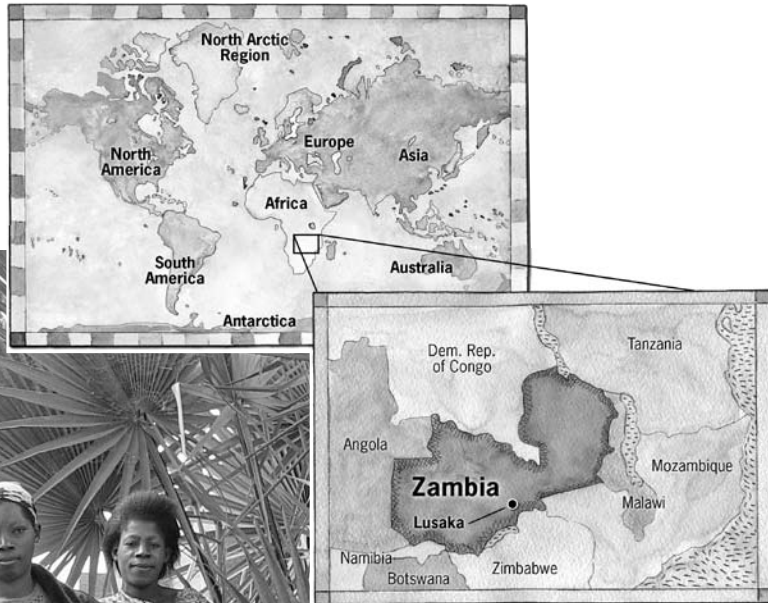 North Arctic
Region
North
America
Europe
Asia
Africa
South
America
Australia
Antarctica
Dem. Rep.
of Congo
Tanzania
Angola
Zambia
Mozambique
Lusaka
Malawi
Namibia
Zimbabwe
Botswana